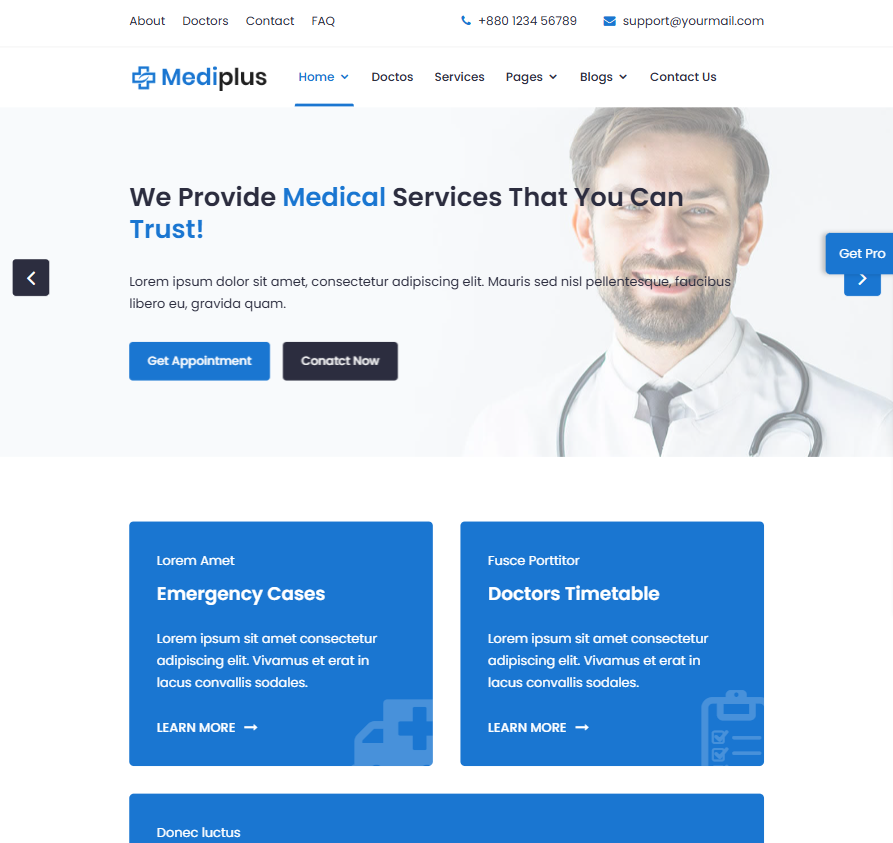 About Doctors Contact FAQ +880 1234 56789 support@yourmail.com
Mediplus Home Doctos Services Pages Blogs Contact Us
We Provide Medical Services That You Can
Trust!
Get Pro
Lorem ipsum dolor sit amet, consectetur adipiscing elit. Mauris sed nisl pellentesque, faucibus
libero eu, gravida quam.
Get Appointment Conatct Now
Lorem Amet
Emergency Cases
Lorem ipsum sit amet consectetur
adipiscing elit. Vivamus et erat in
lacus convallis sodales.
LEARN MORE
Fusce Porttitor
Doctors Timetable
Lorem ipsum sit amet consectetur
adipiscing elit. Vivamus et erat in
lacus convallis sodales.
LEARN MORE
Donec luctus